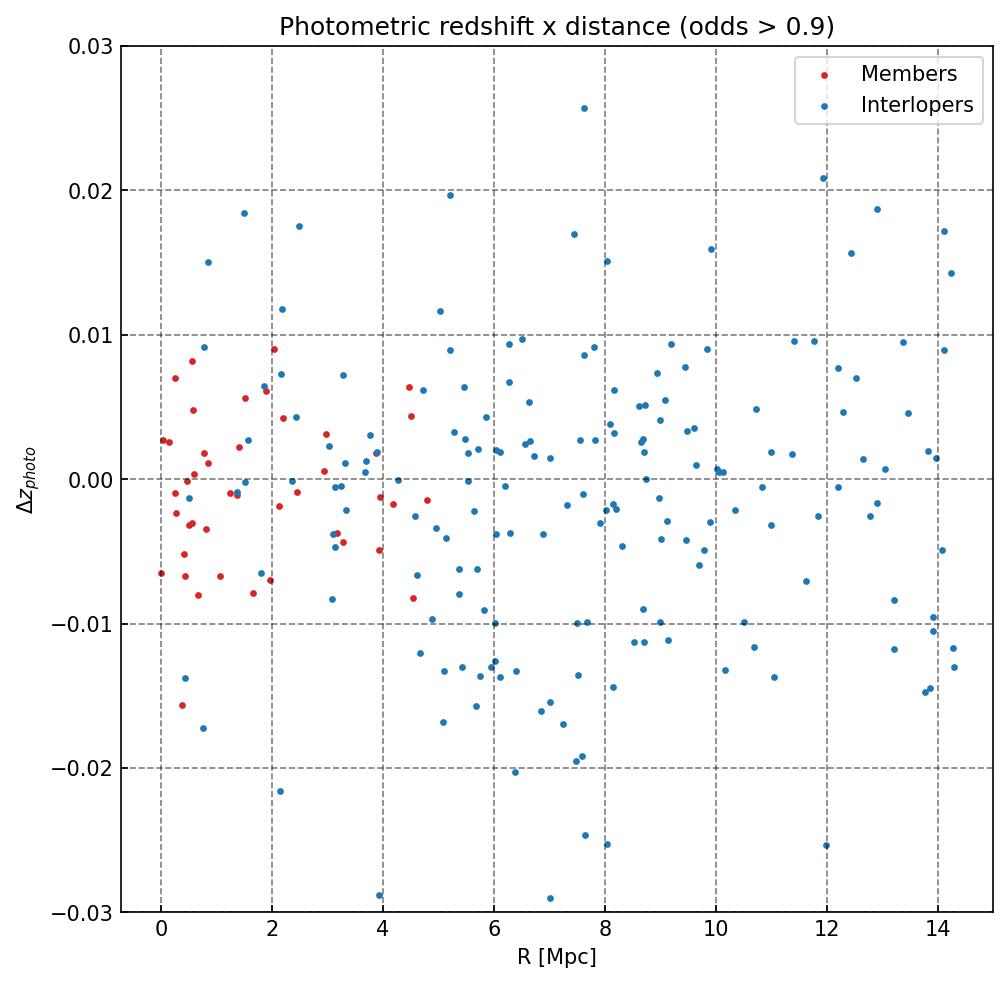 Photometric redshift x distance (odds > 0.9)
Members
Interlopers
0.03
0.02
0.01
0.00
−0.01
−0.02
−0.03
Δz_photo
0 2 4 6 8 10 12 14
R [Mpc]